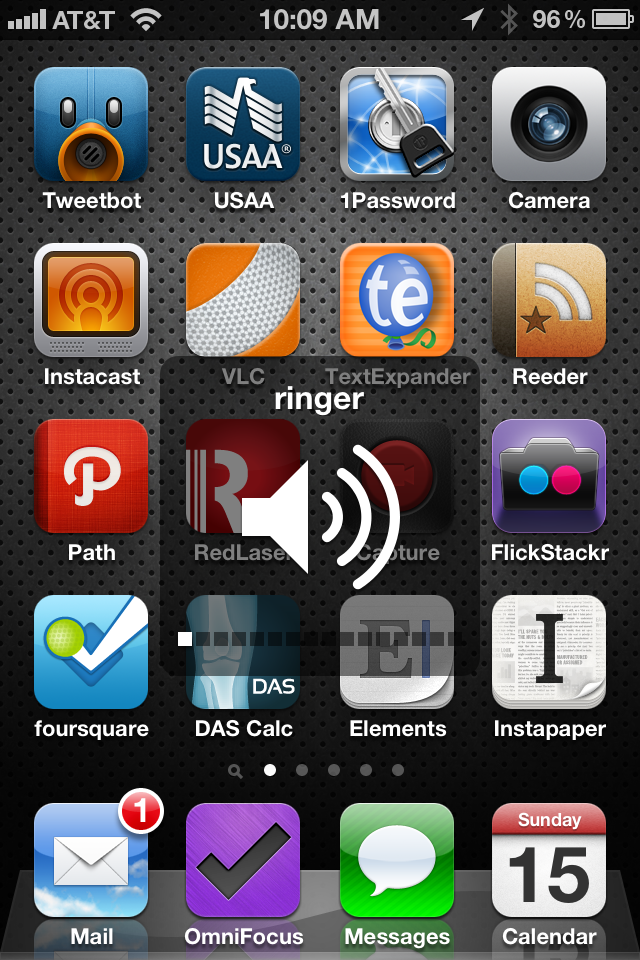 AT&T 10:09 AM 96%
USAA®
Tweetbot USAA 1Password Camera
te
Instacast VLC TextExpander Reeder
ringer
R
Path RedLaser Capture FlickStackr
DAS E I
foursquare DAS Calc Elements Instapaper
1 Sunday
15
Mail OmniFocus Messages Calendar